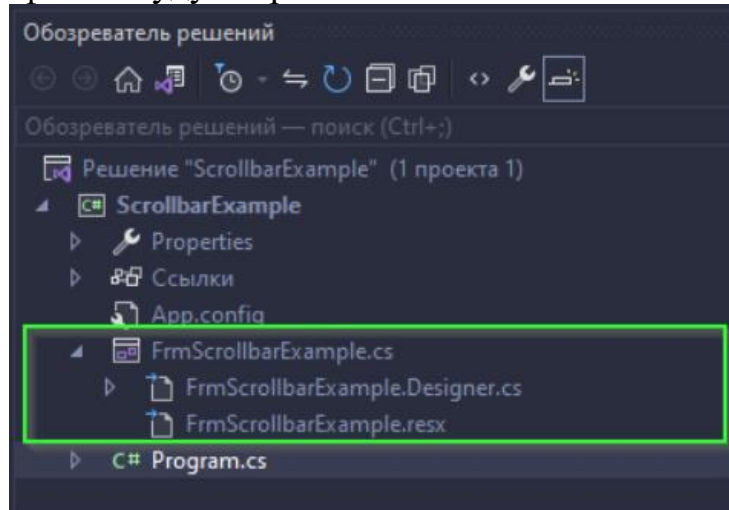 Обозреватель решений
Обозреватель решений — поиск (Ctrl+;)
Решение "ScrollbarExample" (1 проекта 1)
C# ScrollbarExample
Properties
Ссылки
App.config
FrmScrollbarExample.cs
FrmScrollbarExample.Designer.cs
FrmScrollbarExample.resx
C# Program.cs